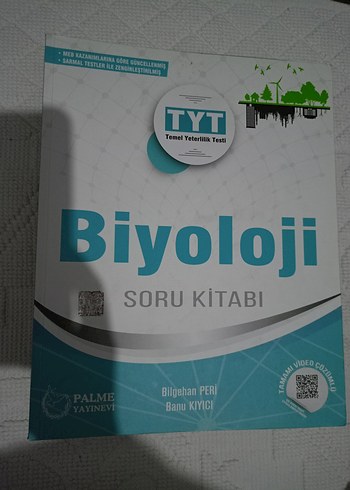 • MEB KAZANIMLARINA GÖRE GÜNCELLENMİŞ
• SARMAL TESTLER İLE ZENGİNLEŞTİRİLMİŞ
TYT
Temel Yeterlilik Testi
Biyoloji
SORU KİTABI
Bilgehan PERİ
Banu KIYICI
PALME
YAYINEVİ
TAMAMI VİDEO ÇÖZÜMLÜ